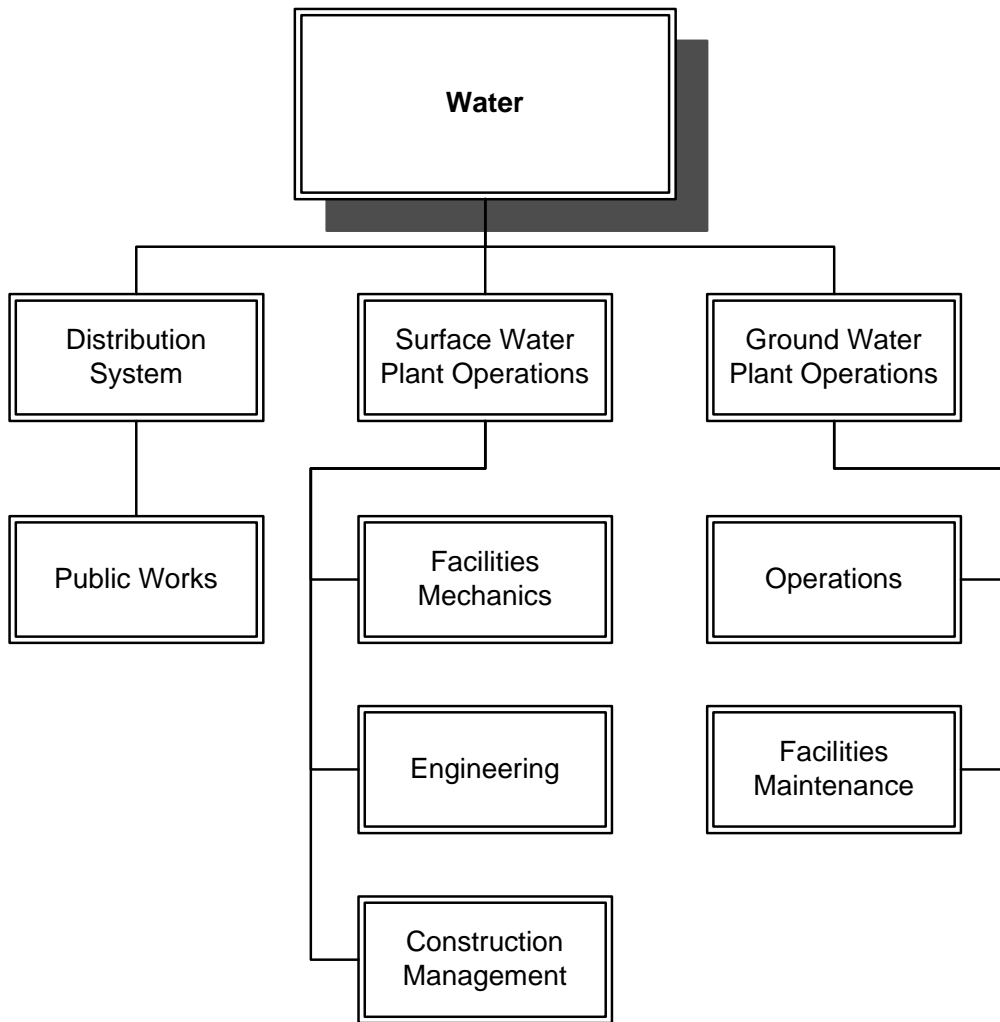 Water
Distribution
System
Surface Water
Plant Operations
Ground Water
Plant Operations
Public Works
Facilities
Mechanics
Operations
Engineering
Facilities
Maintenance
Construction
Management